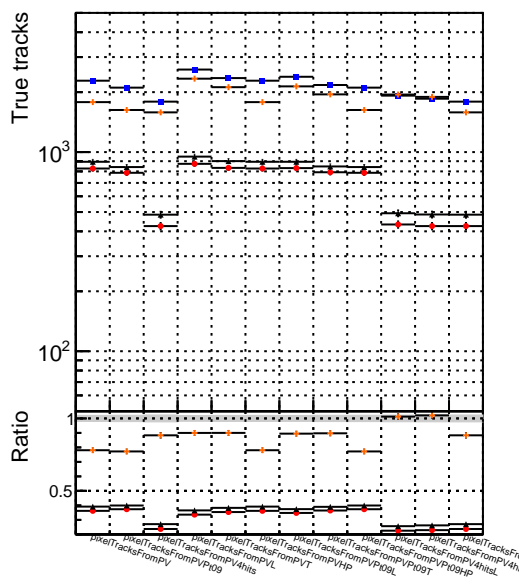 True tracks
10³
10²
Ratio
1
0.5
pixelTracksFromPV
pixelTracksFromPVPt09
pixelTracksFromPV4hits
pixelTracksFromPVL
pixelTracksFromPVT
pixelTracksFromPVHP
pixelTracksFromPVPt09L
pixelTracksFromPVPt09T
pixelTracksFromPVPt09HP
pixelTracksFromPV4hitsL